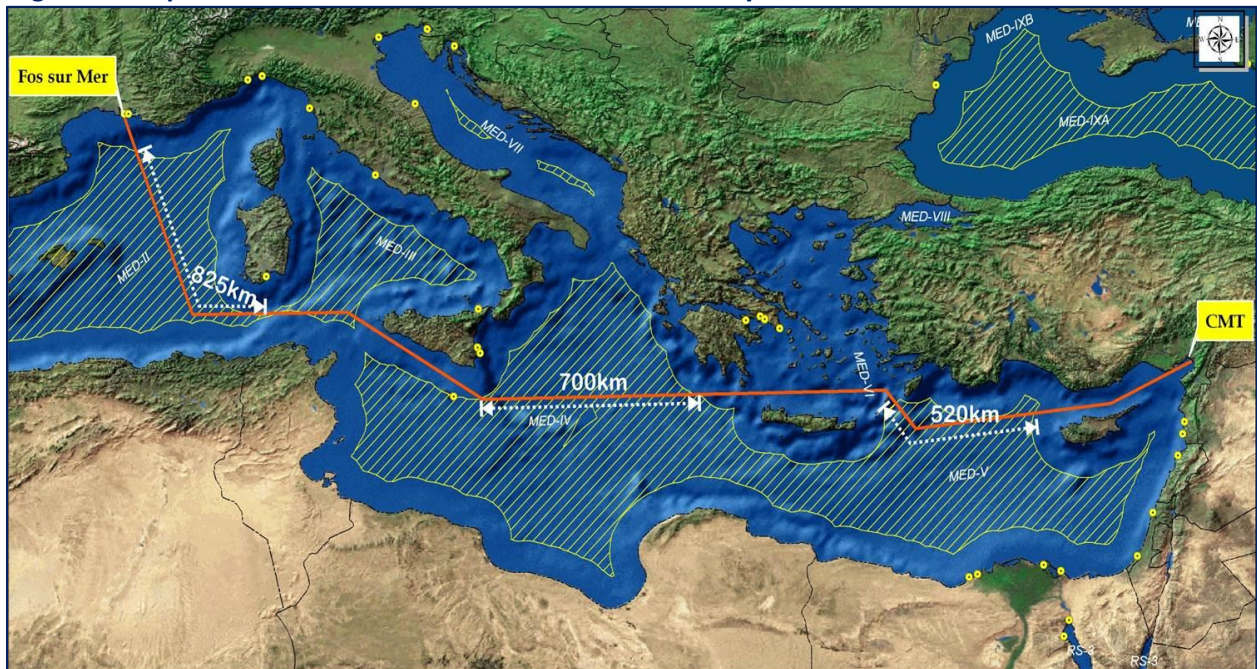 MED-IXB
Fos sur Mer
MED-IXA
MED-VII
MED-VIII
MED-III
MED-II
825km
CMT
MED-VI
700km
520km
MED-IV
MED-V
RS-3
RS-3